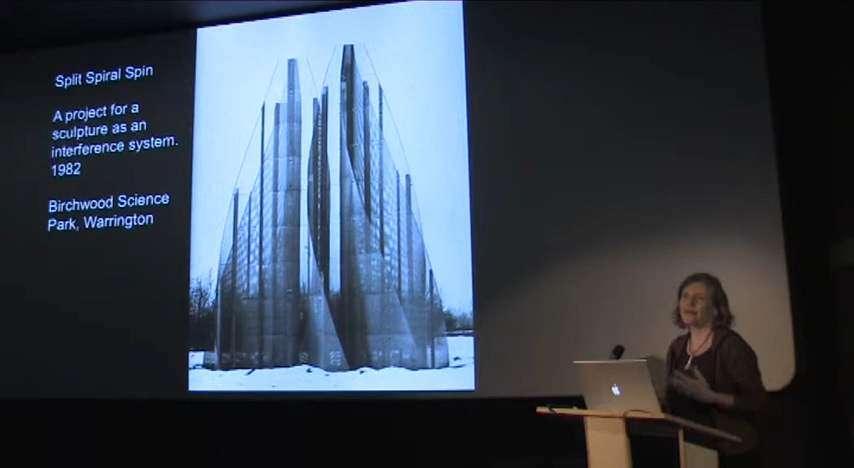 Split Spiral Spin
A project for a
sculpture as an
interference system.
1982
Birchwood Science
Park, Warrington